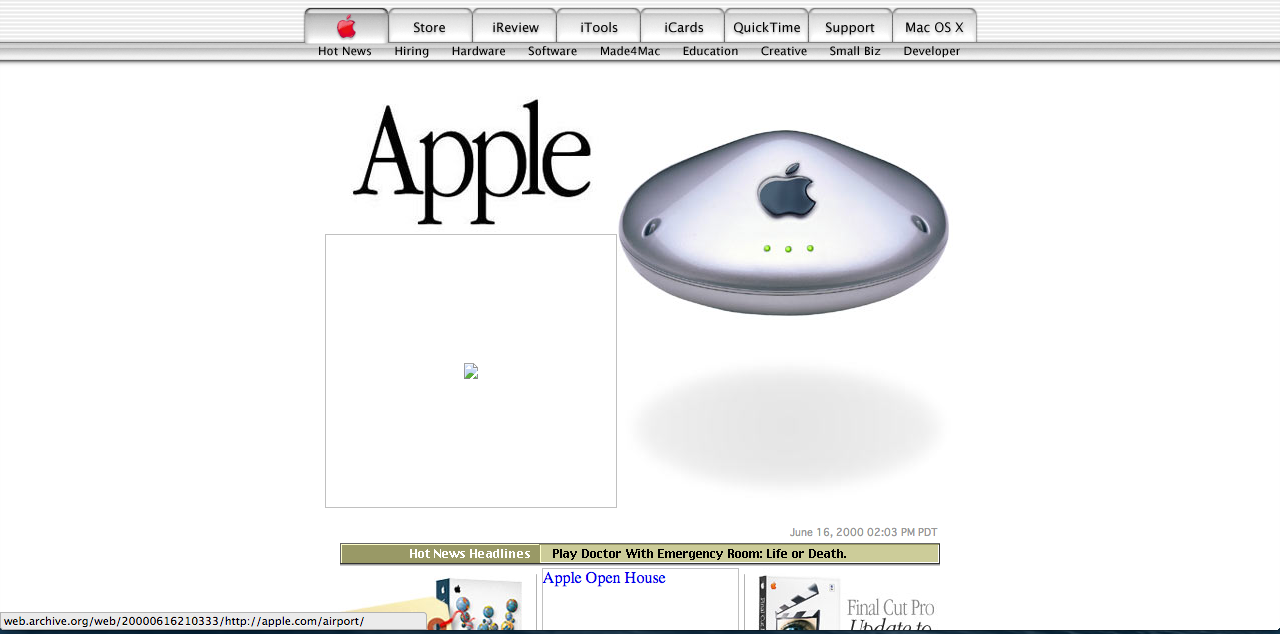 Store iReview iTools iCards QuickTime Support Mac OS X
Hot News Hiring Hardware Software Made4Mac Education Creative Small Biz Developer
Apple
June 16, 2000 02:03 PM PDT
Hot News Headlines Play Doctor With Emergency Room: Life or Death.
Apple Open House
Final Cut Pro
Update to
web.archive.org/web/20000616210333/http://apple.com/airport/